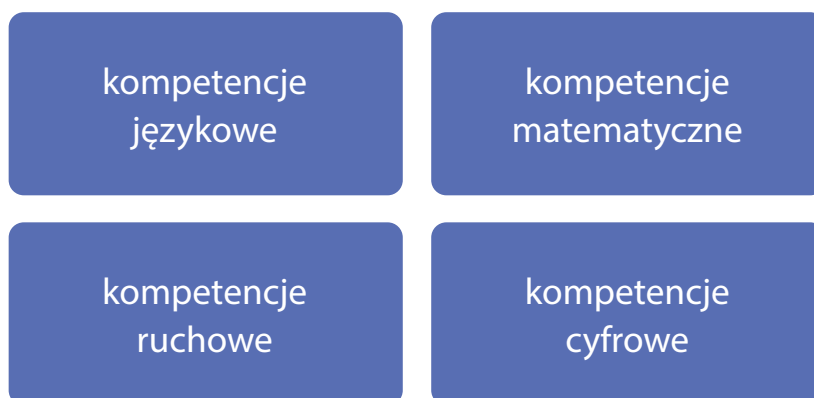 kompetencje
językowe
kompetencje
matematyczne
kompetencje
ruchowe
kompetencje
cyfrowe